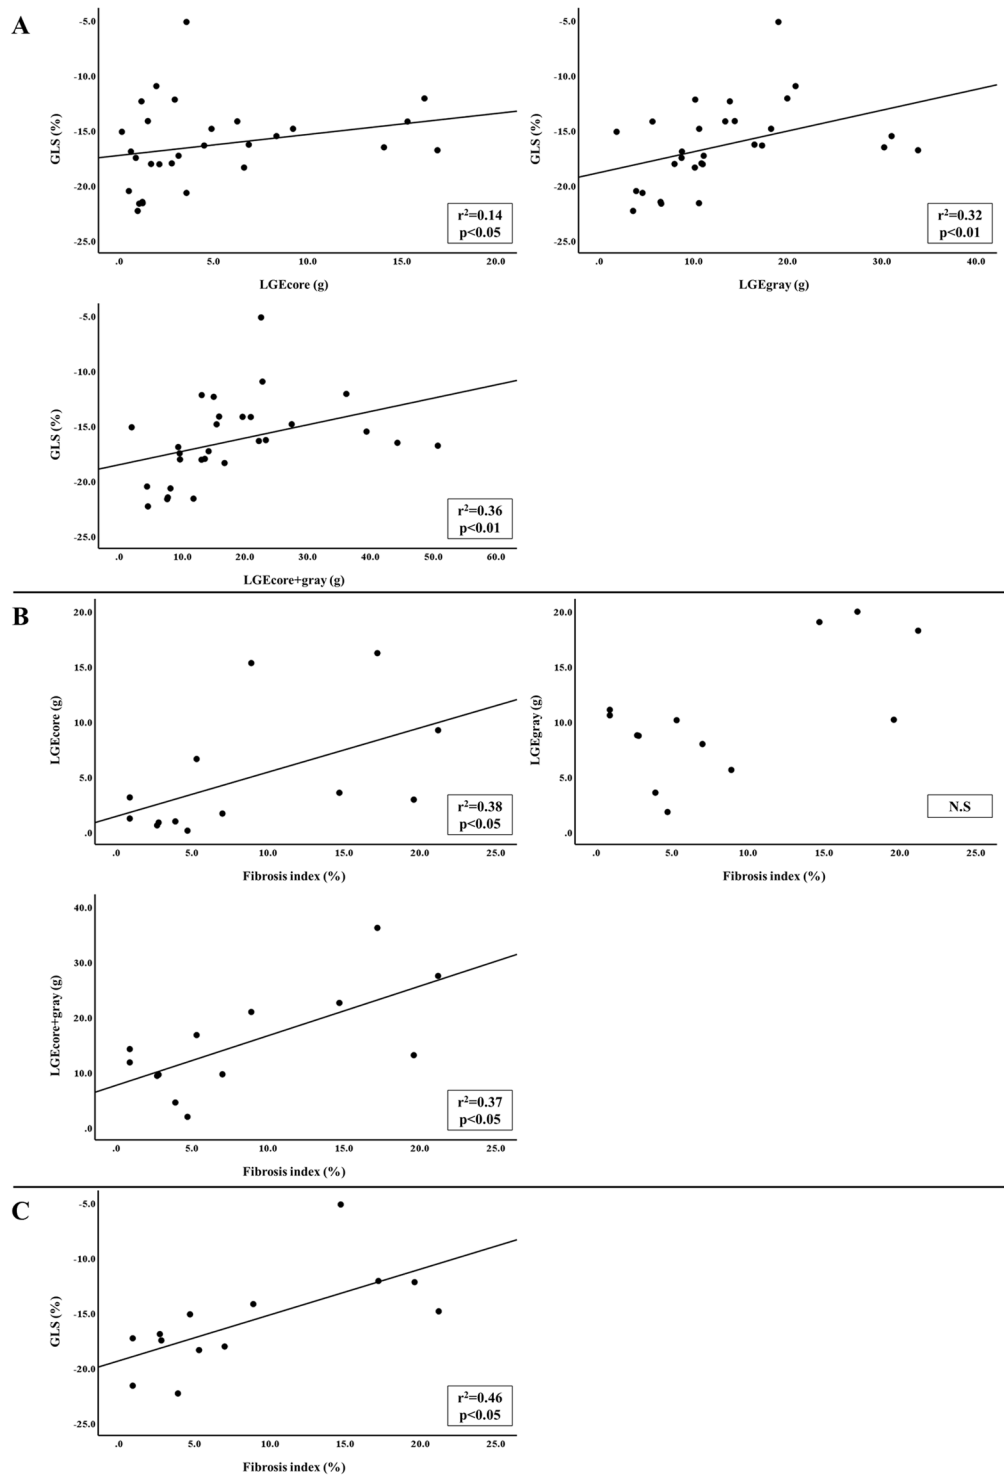 A
-5.0
-10.0
-15.0
-20.0
-25.0
GLS (%)
.0 5.0 10.0 15.0 20.0
LGEcore (g)
r²=0.14
p<0.05
-5.0
-10.0
-15.0
-20.0
-25.0
GLS (%)
.0 10.0 20.0 30.0 40.0
LGEgray (g)
r²=0.32
p<0.01
-5.0
-10.0
-15.0
-20.0
-25.0
GLS (%)
.0 10.0 20.0 30.0 40.0 50.0 60.0
LGEcore+gray (g)
r²=0.36
p<0.01
B
20.0
15.0
10.0
5.0
.0
LGEcore (g)
.0 5.0 10.0 15.0 20.0 25.0
Fibrosis index (%)
r²=0.38
p<0.05
20.0
15.0
10.0
5.0
.0
LGEgray (g)
.0 5.0 10.0 15.0 20.0 25.0
Fibrosis index (%)
N.S
40.0
30.0
20.0
10.0
.0
LGEcore+gray (g)
.0 5.0 10.0 15.0 20.0 25.0
Fibrosis index (%)
r²=0.37
p<0.05
C
-5.0
-10.0
-15.0
-20.0
-25.0
GLS (%)
.0 5.0 10.0 15.0 20.0 25.0
Fibrosis index (%)
r²=0.46
p<0.05